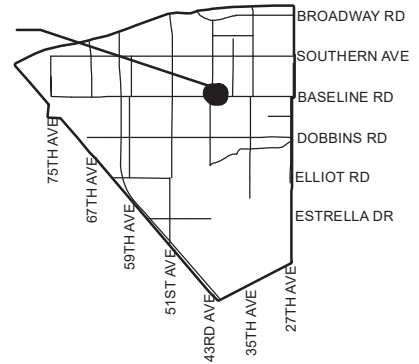 BROADWAY RD
SOUTHERN AVE
BASELINE RD
DOBBINS RD
ELLIOT RD
ESTRELLA DR
75TH AVE
67TH AVE
59TH AVE
51ST AVE
43RD AVE
35TH AVE
27TH AVE